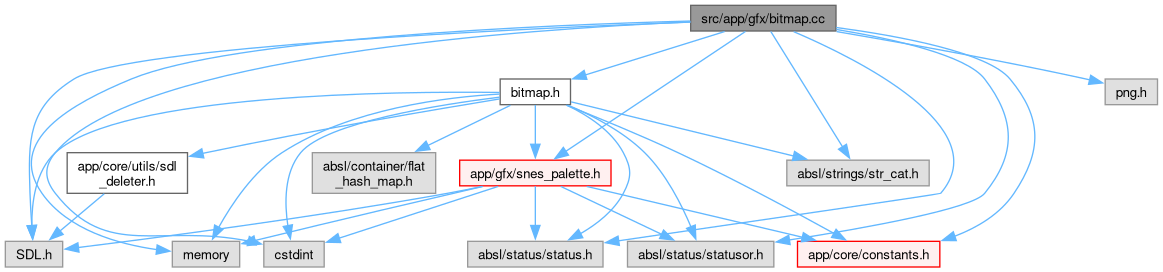 src/app/gfx/bitmap.cc
bitmap.h
png.h
app/core/utils/sdl
_deleter.h
absl/container/flat
_hash_map.h
app/gfx/snes_palette.h
absl/strings/str_cat.h
SDL.h
memory
cstdint
absl/status/status.h
absl/status/statusor.h
app/core/constants.h